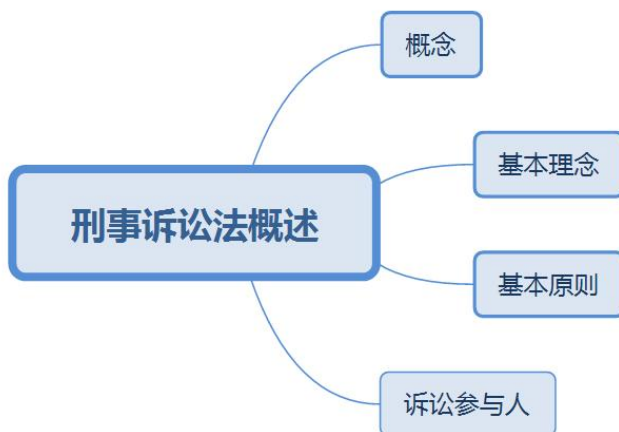 概念
基本理念
刑事诉讼法概述
基本原则
诉讼参与人